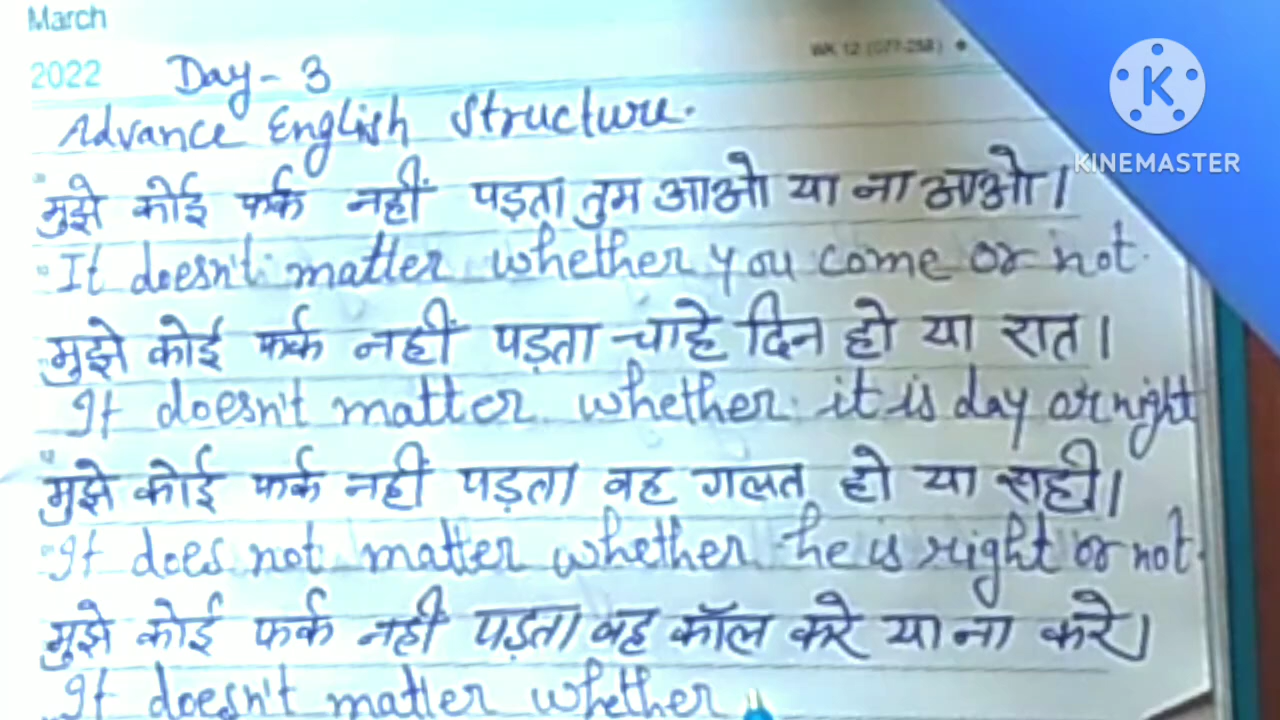 March
WK 12 (077-288)
2022 Day - 3
Advance English Structure.
मुझे कोई फर्क नहीं पड़ता तुम आओ या ना आओ।
It doesn't matter whether you come or not.
मुझे कोई फर्क नहीं पड़ता चाहे दिन हो या रात।
It doesn't matter whether it is day or night
मुझे कोई फर्क नहीं पड़ता वह गलत हो या सही।
It does not matter whether he is right or not.
मुझे कोई फर्क नहीं पड़ता वह कॉल करे या ना करे।
It doesn't matter whether
K
KINEMASTER